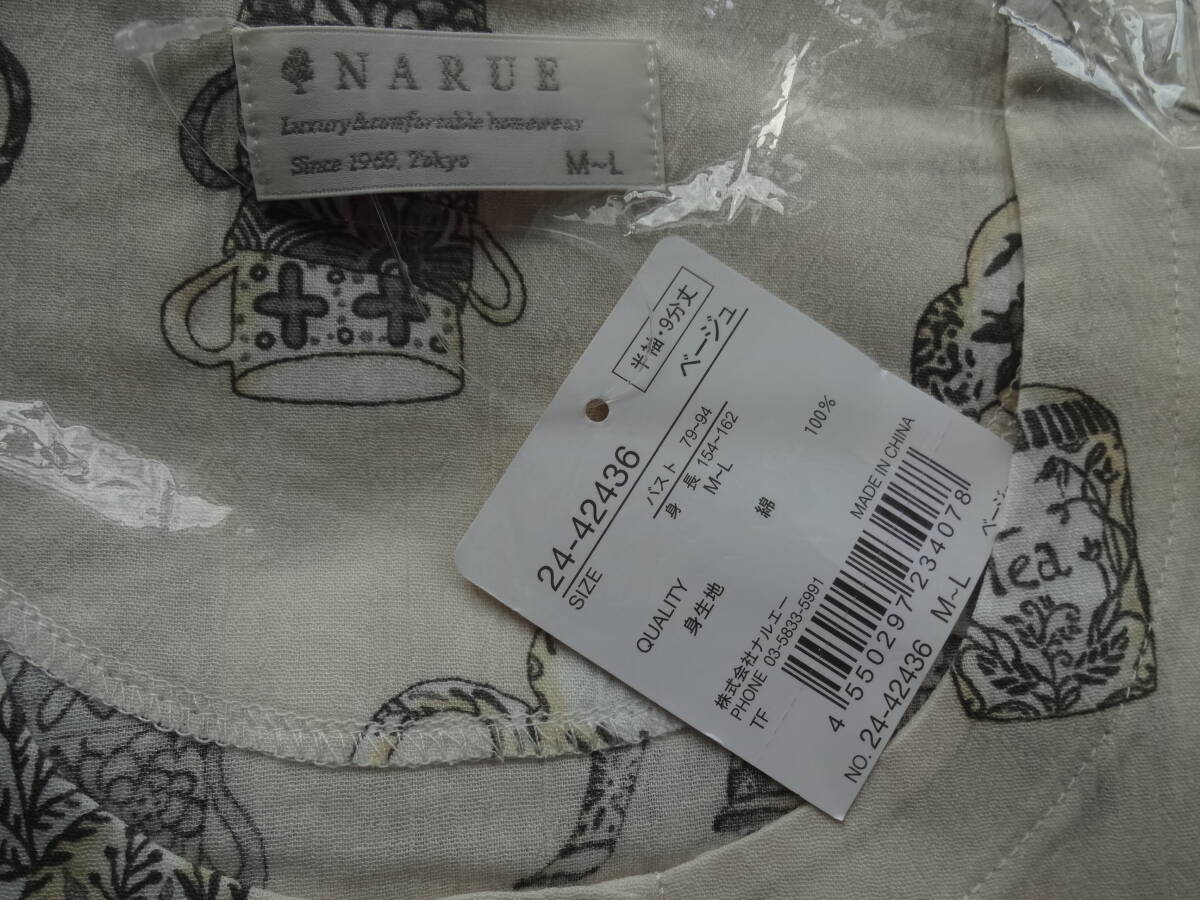 NARUE
Luxury&comfortable homewear
Since 1969, Tokyo M~L
半袖・9分丈
24-42436 ベージュ
SIZE
バスト 79~94
身長 154~162
M~L
QUALITY
身生地 綿 100%
株式会社ナルエー
PHONE 03-5833-5991
TF MADE IN CHINA
4 550297 234078
NO. 24-42436 M~L ベージ
Tea